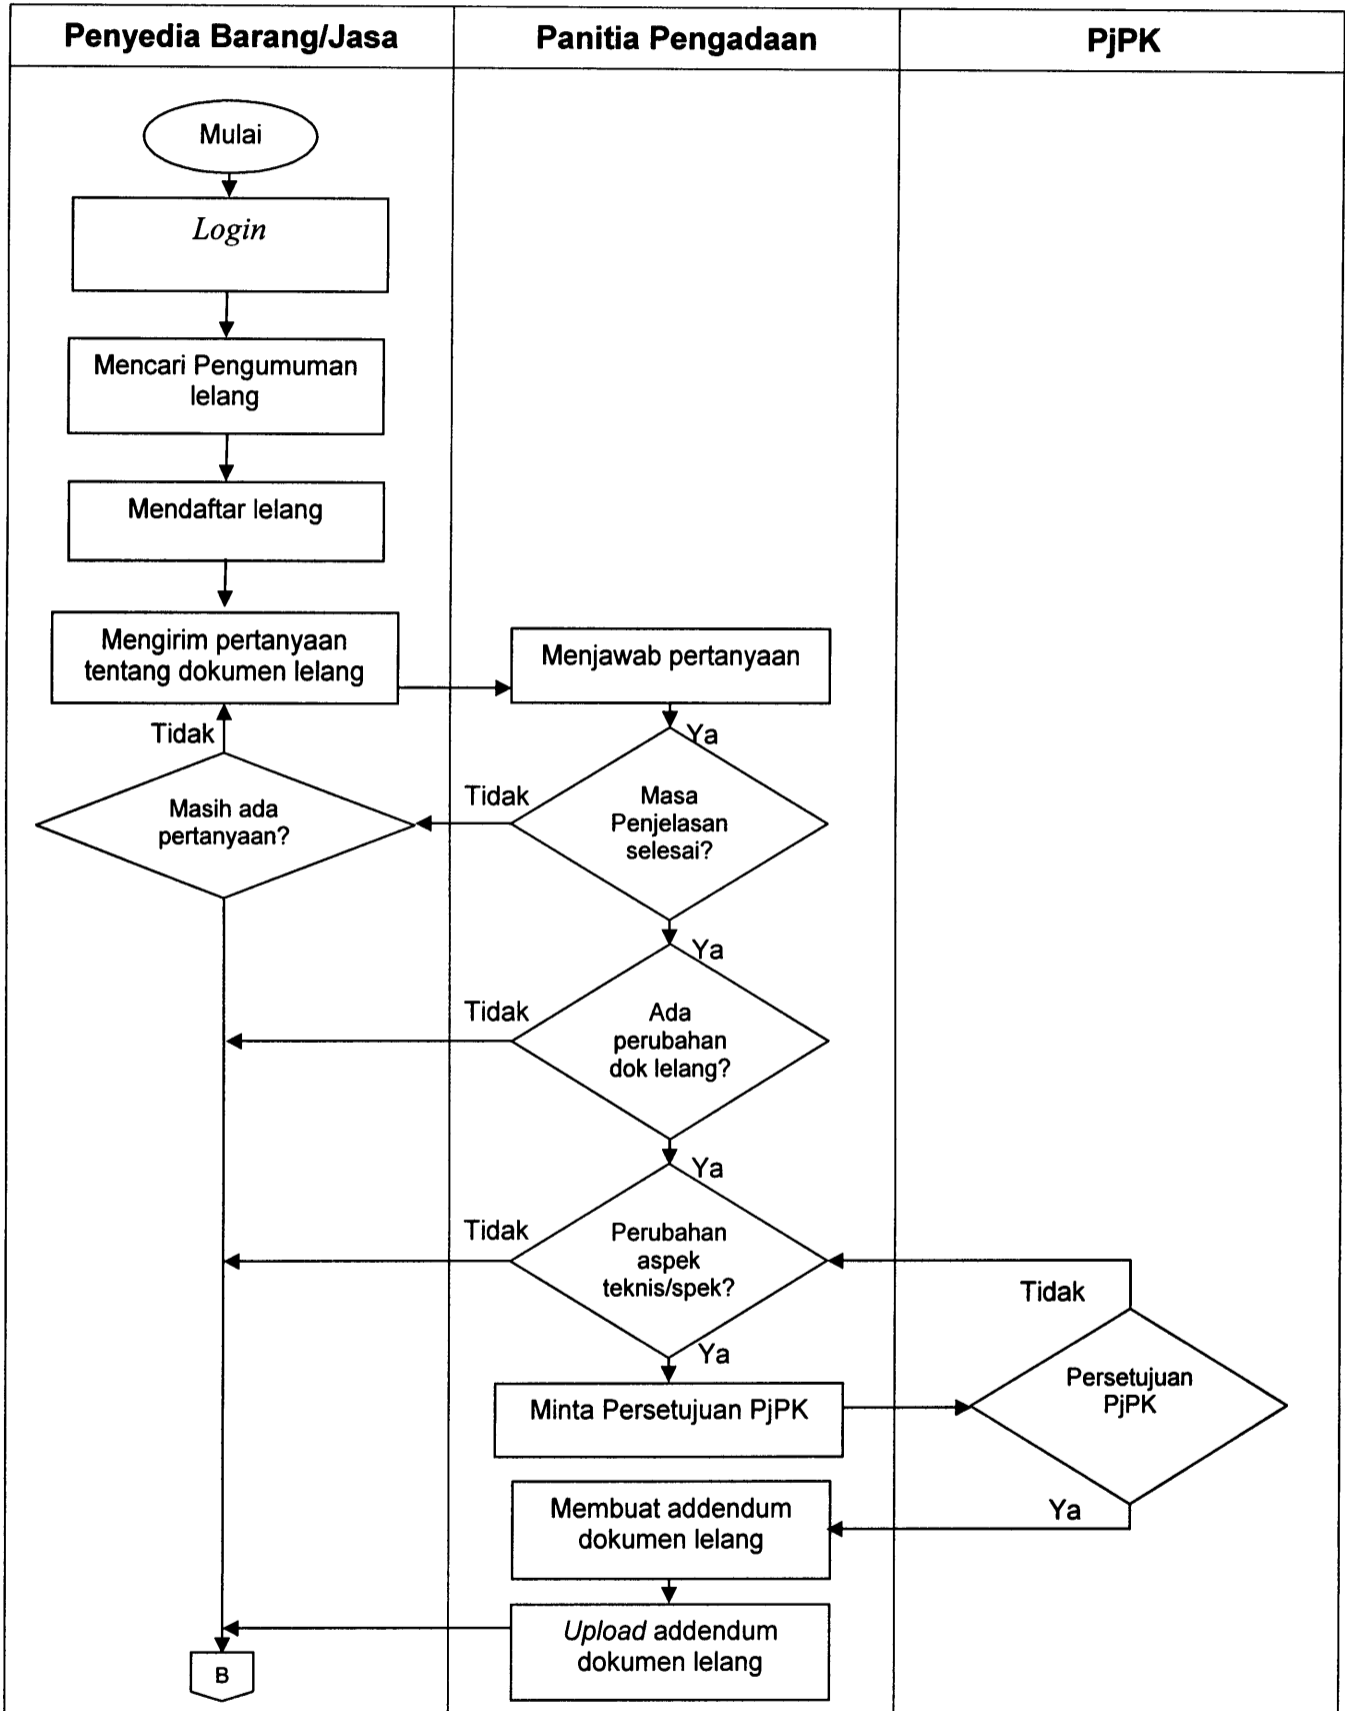 Penyedia Barang/Jasa
Panitia Pengadaan
PjPK
Mulai
Login
Mencari Pengumuman
lelang
Mendaftar lelang
Mengirim pertanyaan
tentang dokumen lelang
Menjawab pertanyaan
Tidak
Ya
Masih ada
pertanyaan?
Tidak
Masa
Penjelasan
selesai?
Ya
Tidak
Ada
perubahan
dok lelang?
Ya
Tidak
Perubahan
aspek
teknis/spek?
Tidak
Ya
Minta Persetujuan PjPK
Persetujuan
PjPK
Ya
Membuat addendum
dokumen lelang
Upload addendum
dokumen lelang
B